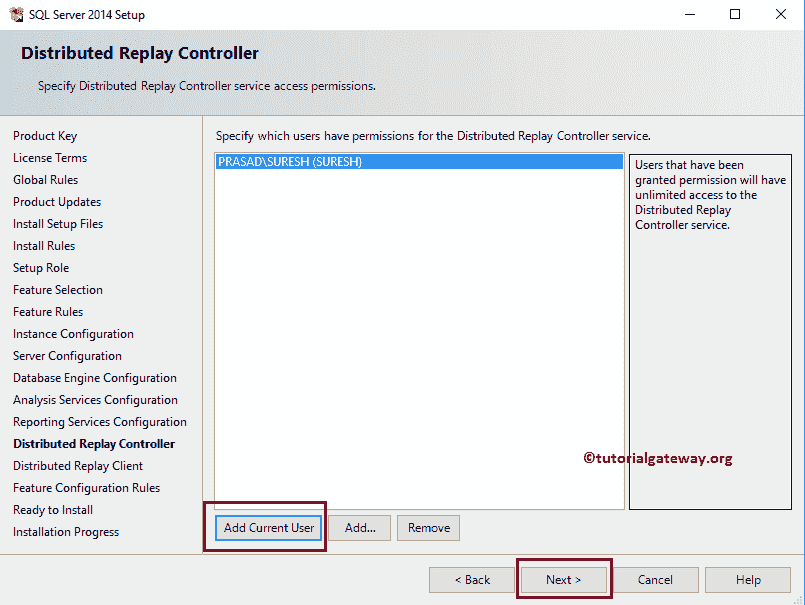 SQL Server 2014 Setup
Distributed Replay Controller
Specify Distributed Replay Controller service access permissions.
Product Key
License Terms
Global Rules
Product Updates
Install Setup Files
Install Rules
Setup Role
Feature Selection
Feature Rules
Instance Configuration
Server Configuration
Database Engine Configuration
Analysis Services Configuration
Reporting Services Configuration
Distributed Replay Controller
Distributed Replay Client
Feature Configuration Rules
Ready to Install
Installation Progress
Specify which users have permissions for the Distributed Replay Controller service.
PRASAD\SURESH (SURESH)
Users that have been
granted permission will have
unlimited access to the
Distributed Replay
Controller service.
©tutorialgateway.org
Add Current User
Add...
Remove
< Back
Next >
Cancel
Help